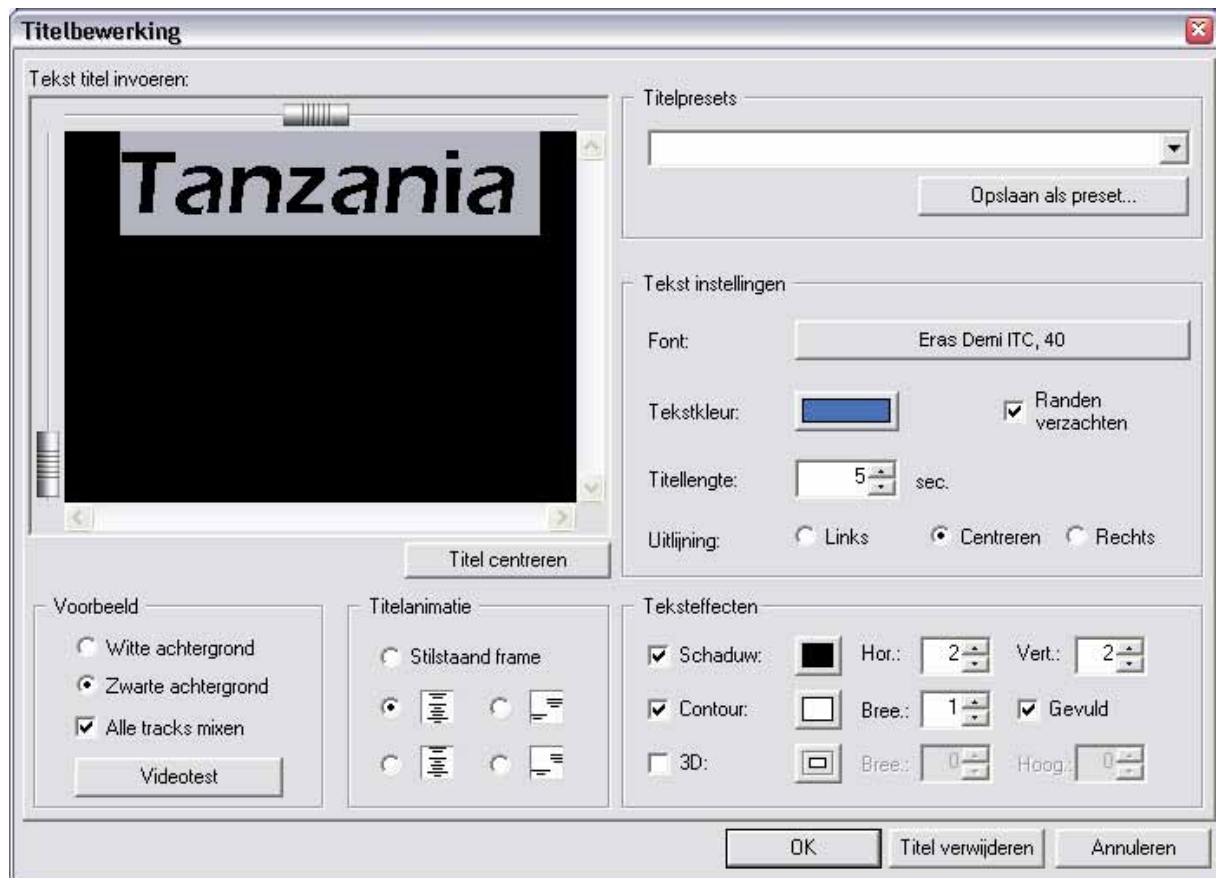 Titelbewerking
Tekst titel invoeren:
Tanzania
Titel centreren
Titelpresets
Opslaan als preset...
Tekst instellingen
Font:
Eras Demi ITC, 40
Tekstkleur:
Randen
verzachten
Titellengte:
5
sec.
Uitlijning:
Links
Centreren
Rechts
Voorbeeld
Witte achtergrond
Zwarte achtergrond
Alle tracks mixen
Videotest
Titelanimatie
Stilstaand frame
Teksteffecten
Schaduw:
Hor.:
2
Vert.:
2
Contour:
Bree.:
1
Gevuld
3D:
Bree.:
0
Hoog.:
0
OK
Titel verwijderen
Annuleren